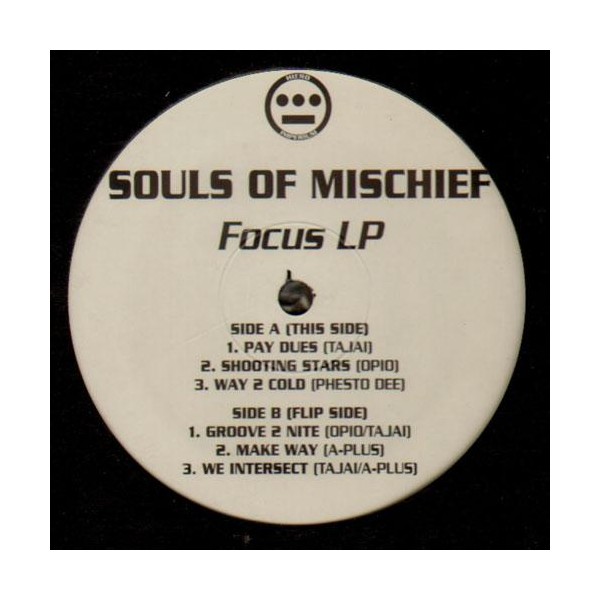 HIERO
IMPERIUM
SOULS OF MISCHIEF
Focus LP
SIDE A (THIS SIDE)
1. PAY DUES (TAJAI)
2. SHOOTING STARS (OPIO)
3. WAY 2 COLD (PHESTO DEE)
SIDE B (FLIP SIDE)
1. GROOVE 2 NITE (OPIO/TAJAI)
2. MAKE WAY (A-PLUS)
3. WE INTERSECT (TAJAI/A-PLUS)